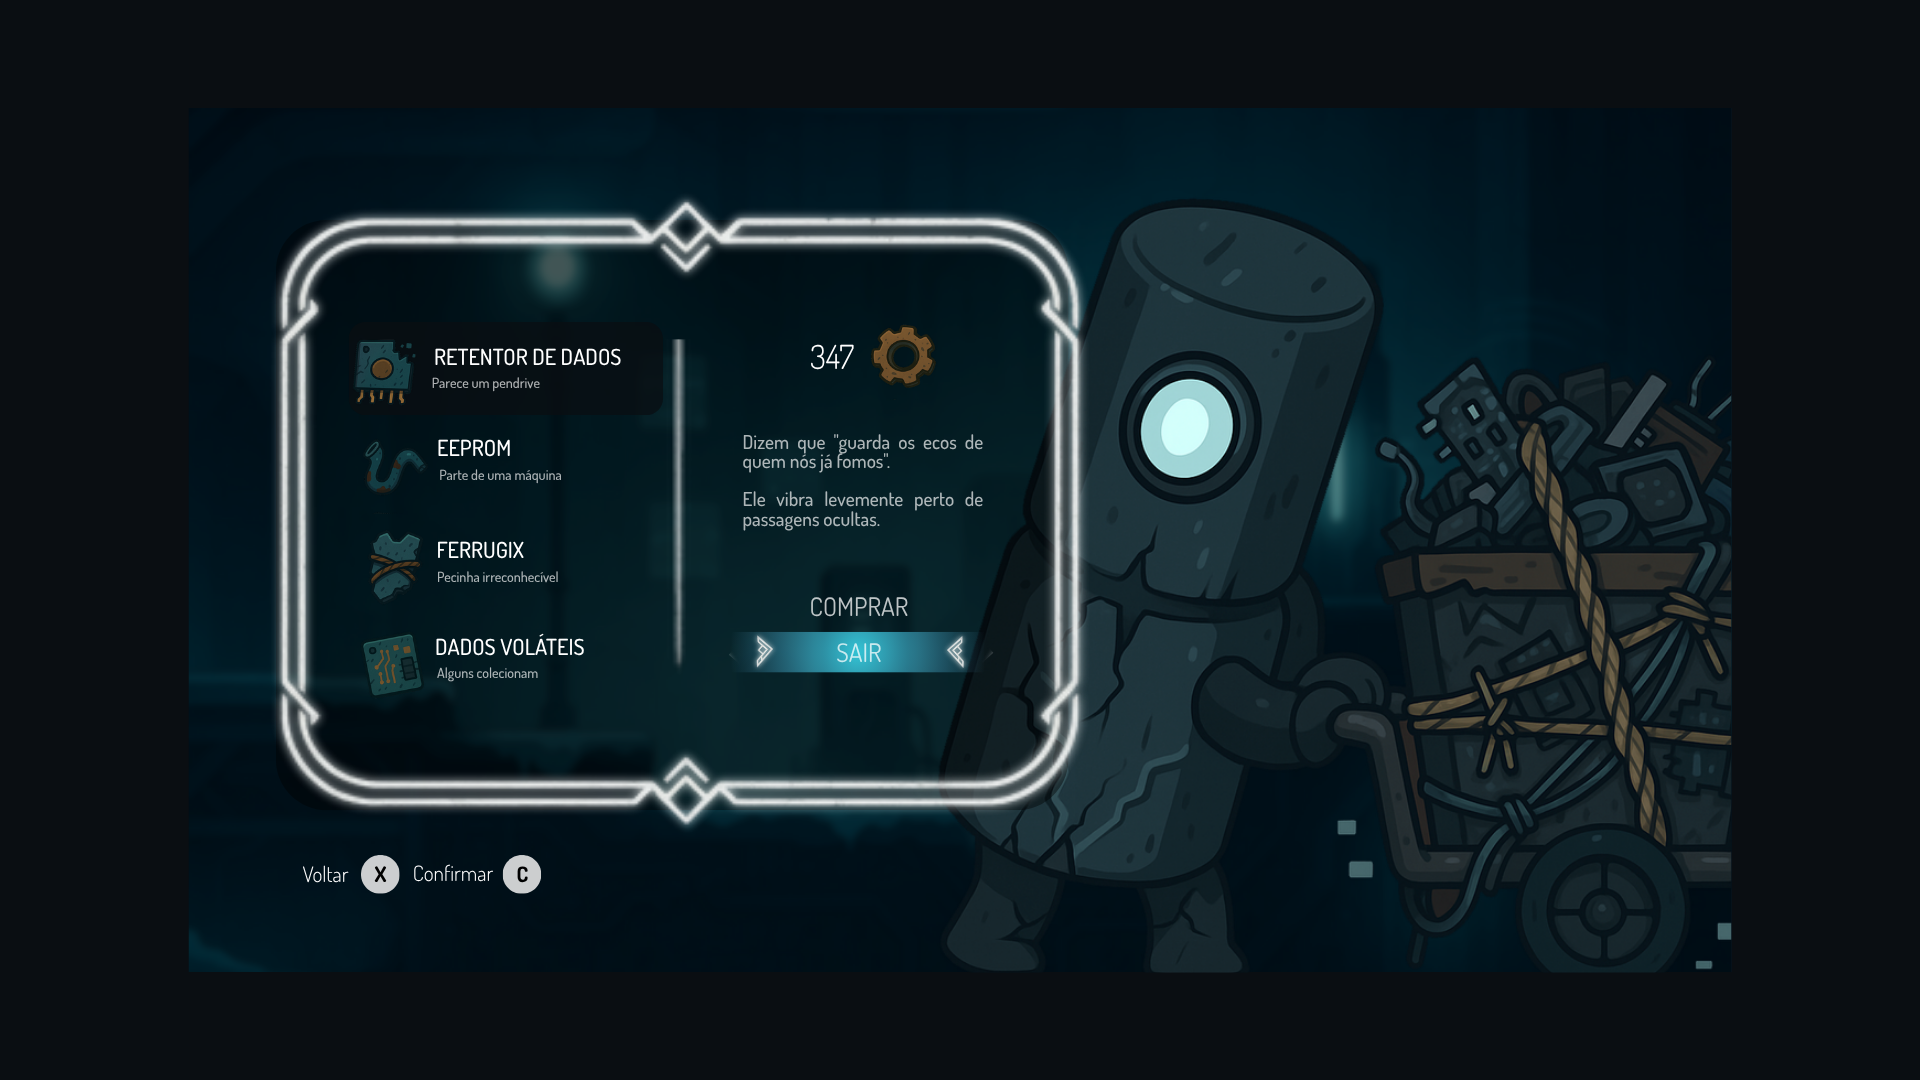 RETENTOR DE DADOS
Parece um pendrive
EEPROM
Parte de uma máquina
FERRUGIX
Pecinha irreconhecível
DADOS VOLÁTEIS
Alguns colecionam
347
Dizem que "guarda os ecos de
quem nós já fomos".
Ele vibra levemente perto de
passagens ocultas.
COMPRAR
SAIR
Voltar X Confirmar C